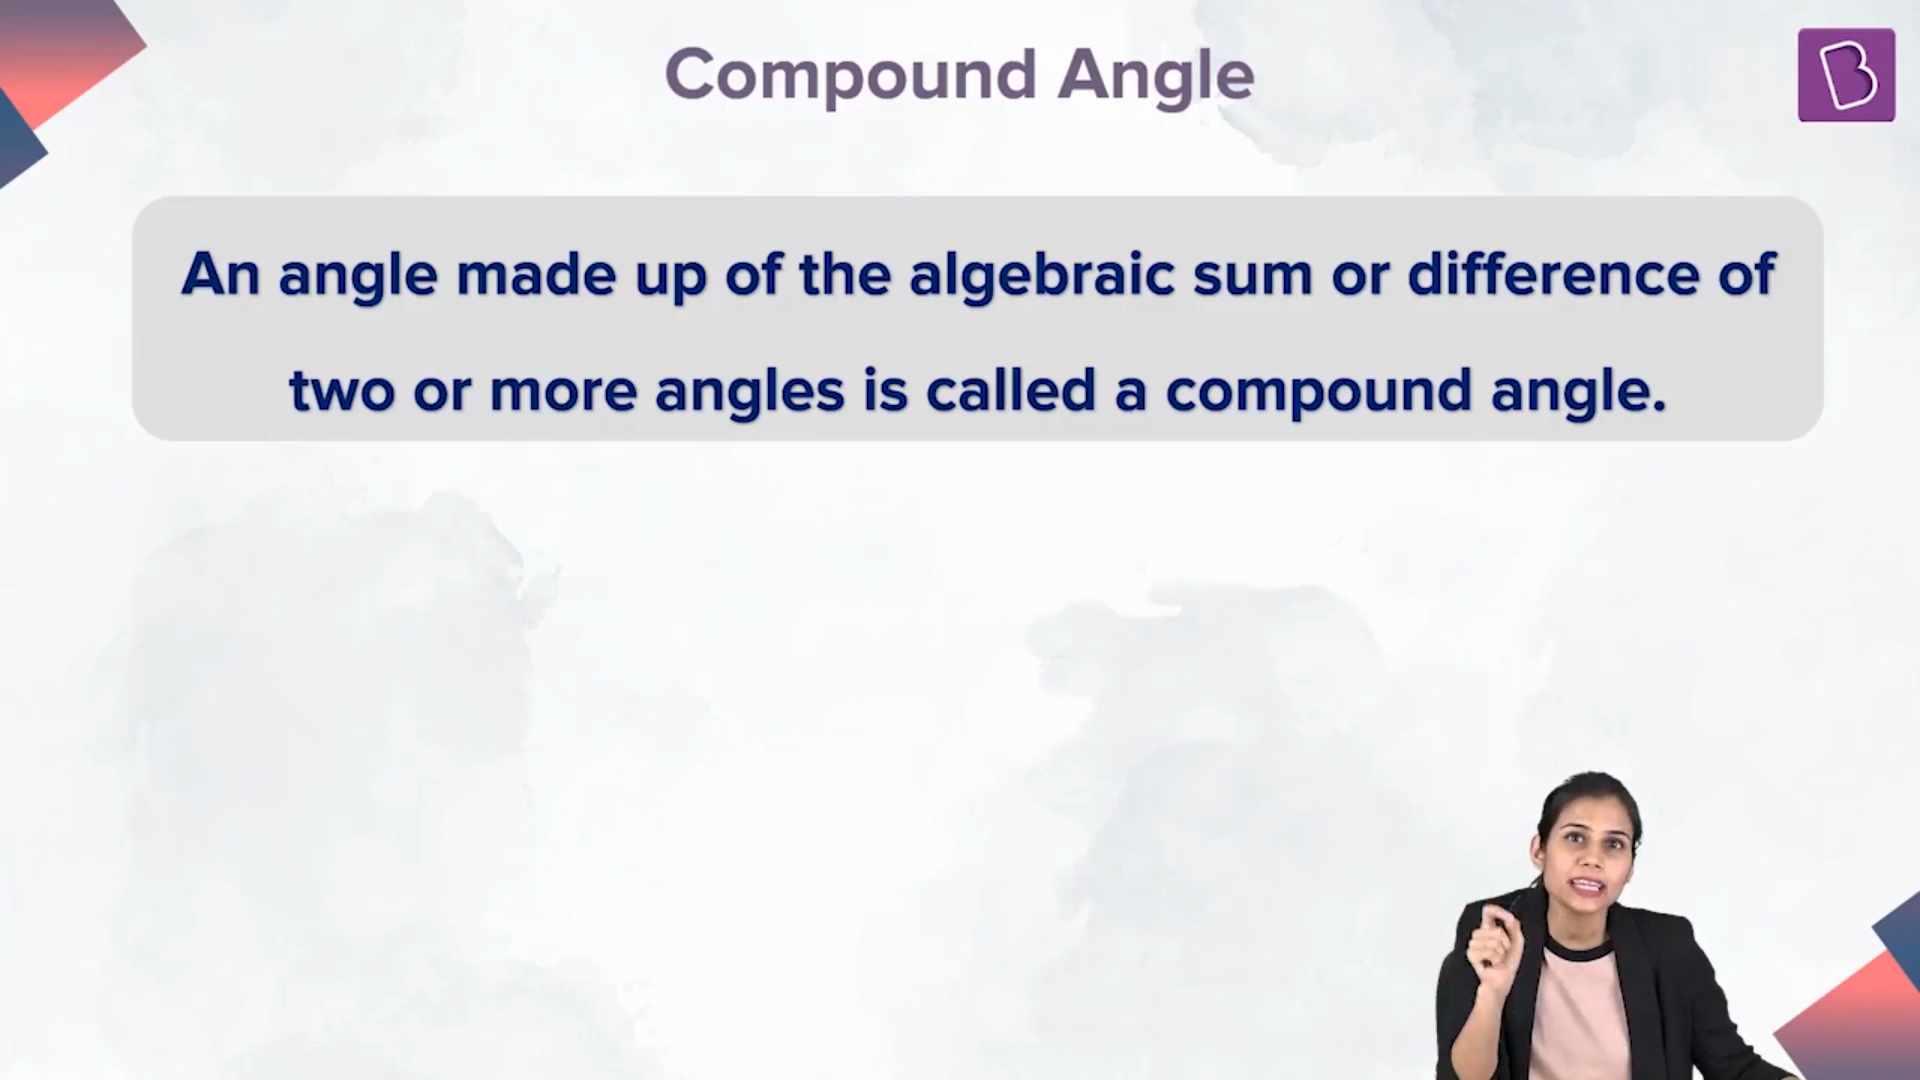 Compound Angle
B
An angle made up of the algebraic sum or difference of
two or more angles is called a compound angle.